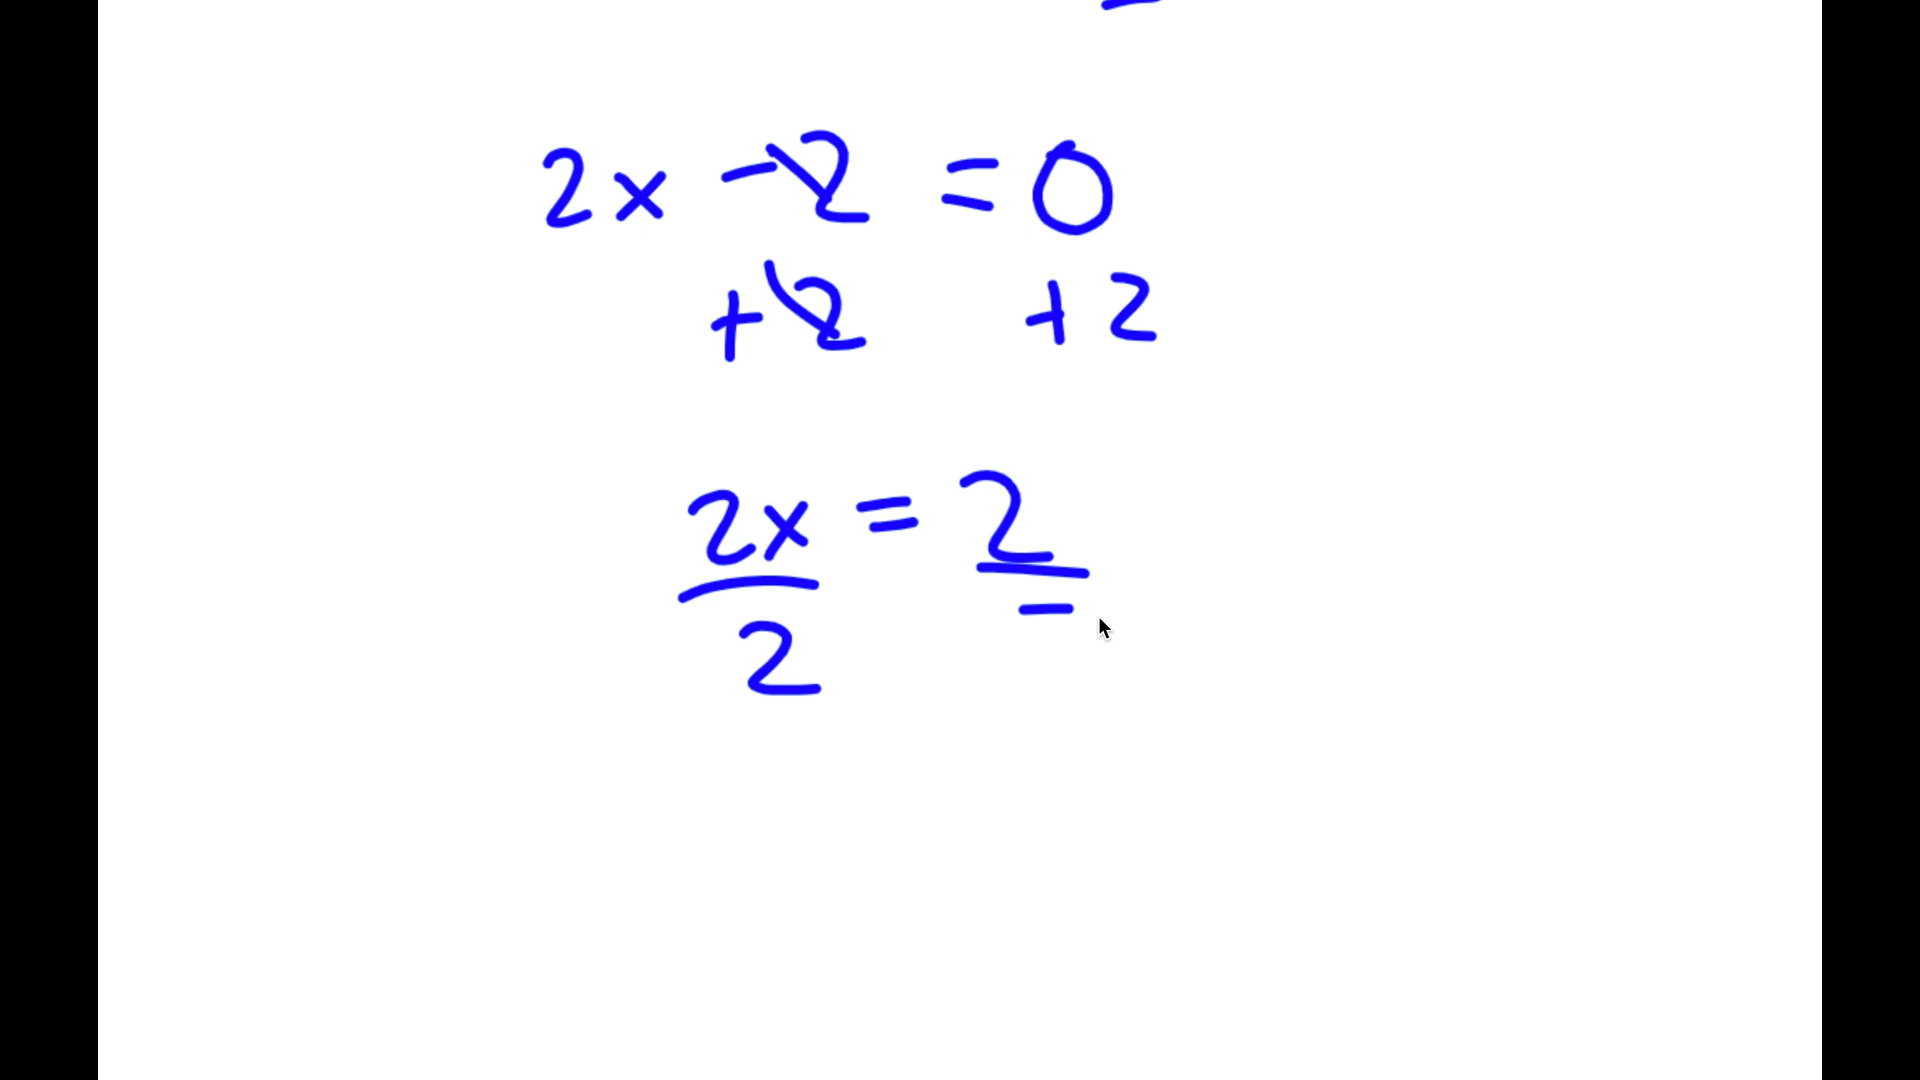 2x - 2 = 0
+2 +2
2x = 2
2